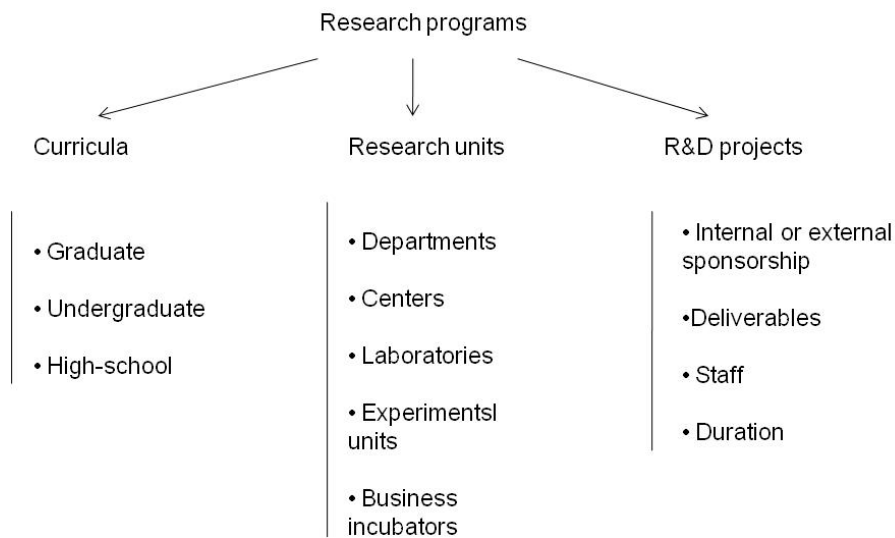 Research programs
Curricula
Research units
R&D projects
• Graduate
• Undergraduate
• High-school
• Departments
• Centers
• Laboratories
• Experimentsl
units
• Business
incubators
• Internal or external
sponsorship
•Deliverables
• Staff
• Duration